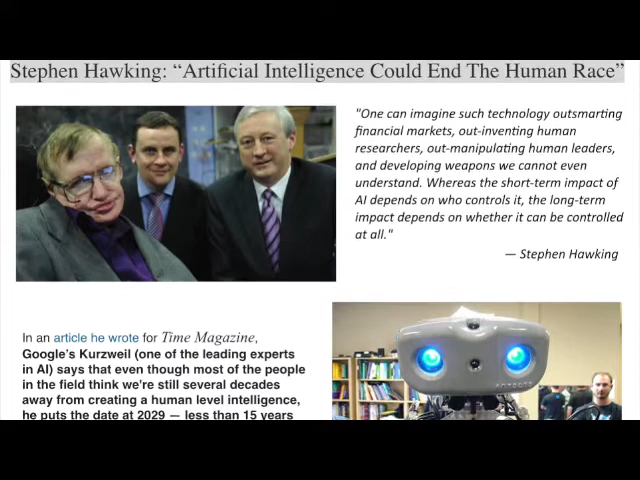 Stephen Hawking: “Artificial Intelligence Could End The Human Race”
"One can imagine such technology outsmarting
financial markets, out-inventing human
researchers, out-manipulating human leaders,
and developing weapons we cannot even
understand. Whereas the short-term impact of
AI depends on who controls it, the long-term
impact depends on whether it can be controlled
at all."
— Stephen Hawking
In an article he wrote for Time Magazine,
Google’s Kurzweil (one of the leading experts
in AI) says that even though most of the people
in the field think we're still several decades
away from creating a human level intelligence,
he puts the date at 2029 — less than 15 years